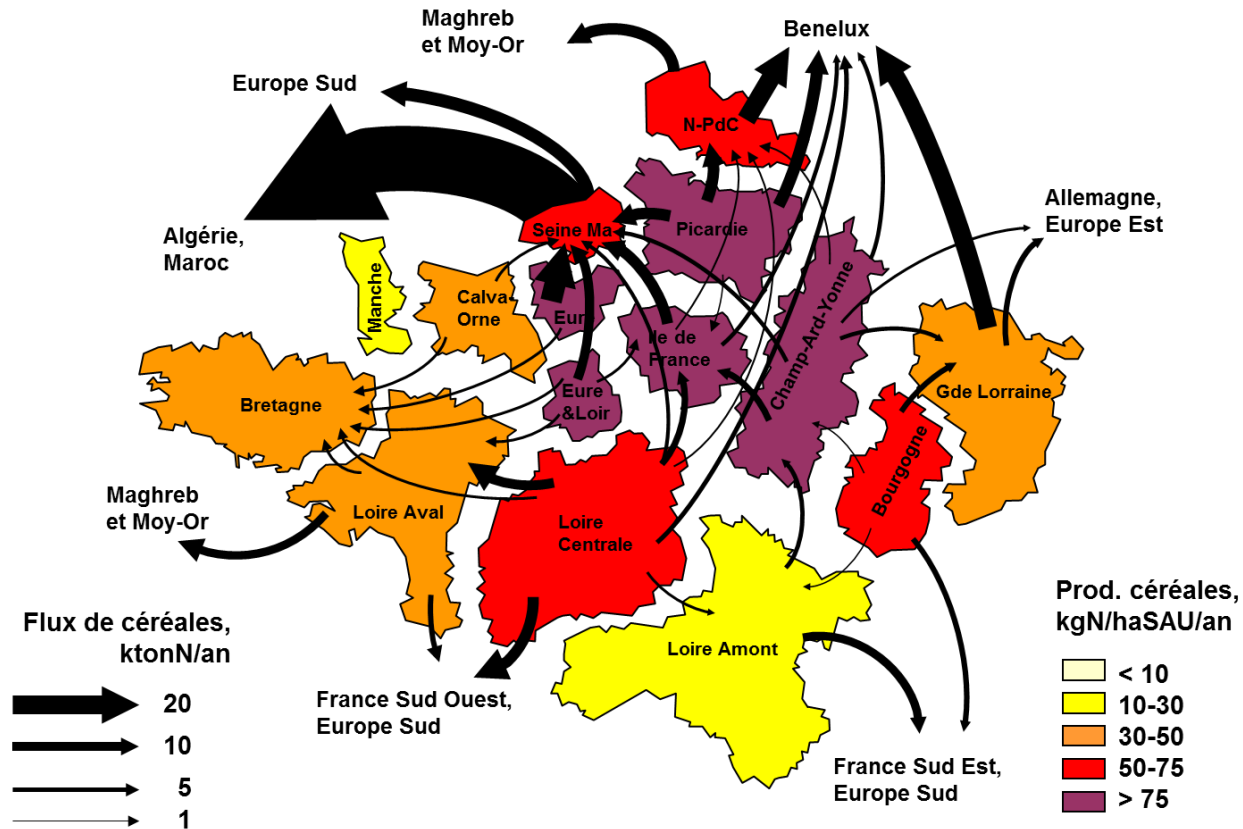 Maghreb
et Moy-Or
Benelux
Europe Sud
N-PdC
Allemagne,
Europe Est
Algérie,
Maroc
Seine Ma
Picardie
Manche
Calva-
Orne
Eure
Ile de
France
Champ-Ard-Yonne
Bretagne
Eure
&Loir
Gde Lorraine
Bourgogne
Maghreb
et Moy-Or
Loire Aval
Loire
Centrale
Loire Amont
France Sud Ouest,
Europe Sud
France Sud Est,
Europe Sud
Flux de céréales,
ktonN/an
20
10
5
1
Prod. céréales,
kgN/haSAU/an
< 10
10-30
30-50
50-75
> 75